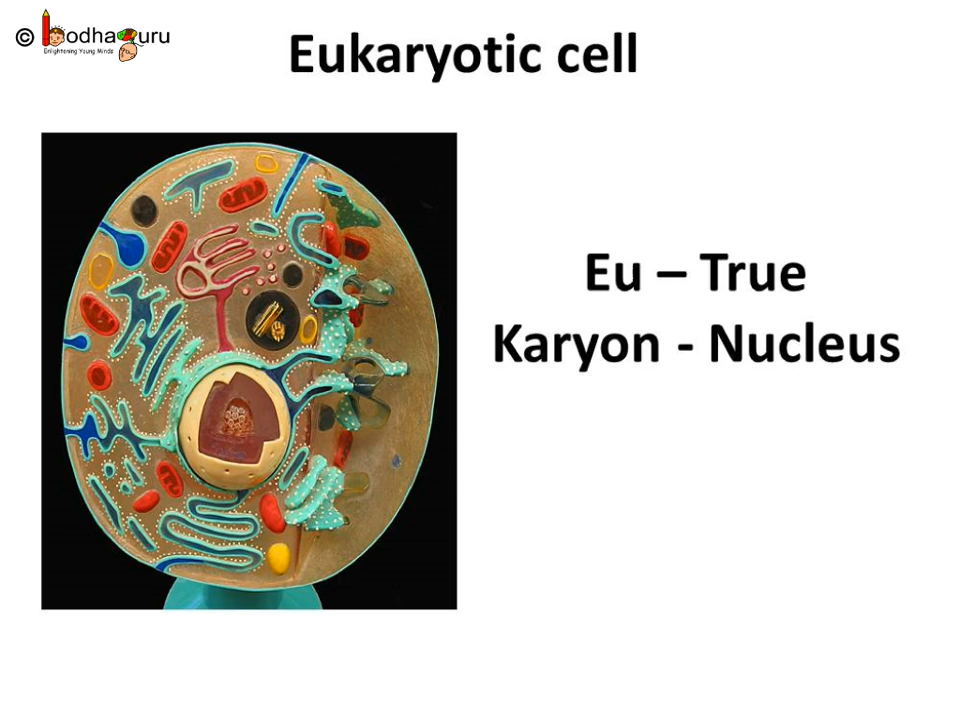 © BodhaGuru
Enlightening Young Minds
Eukaryotic cell
Eu – True
Karyon - Nucleus